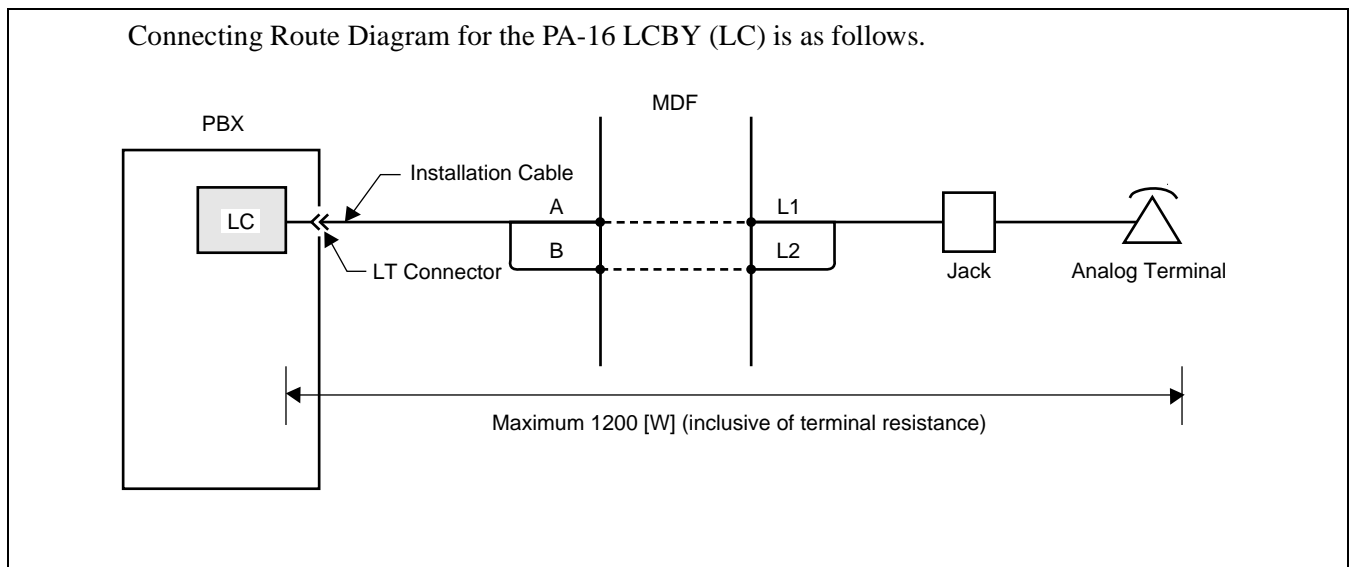 Connecting Route Diagram for the PA-16 LCBY (LC) is as follows.
MDF
PBX
Installation Cable
A
L1
LC
B
L2
LT Connector
Jack
Analog Terminal
Maximum 1200 [W] (inclusive of terminal resistance)